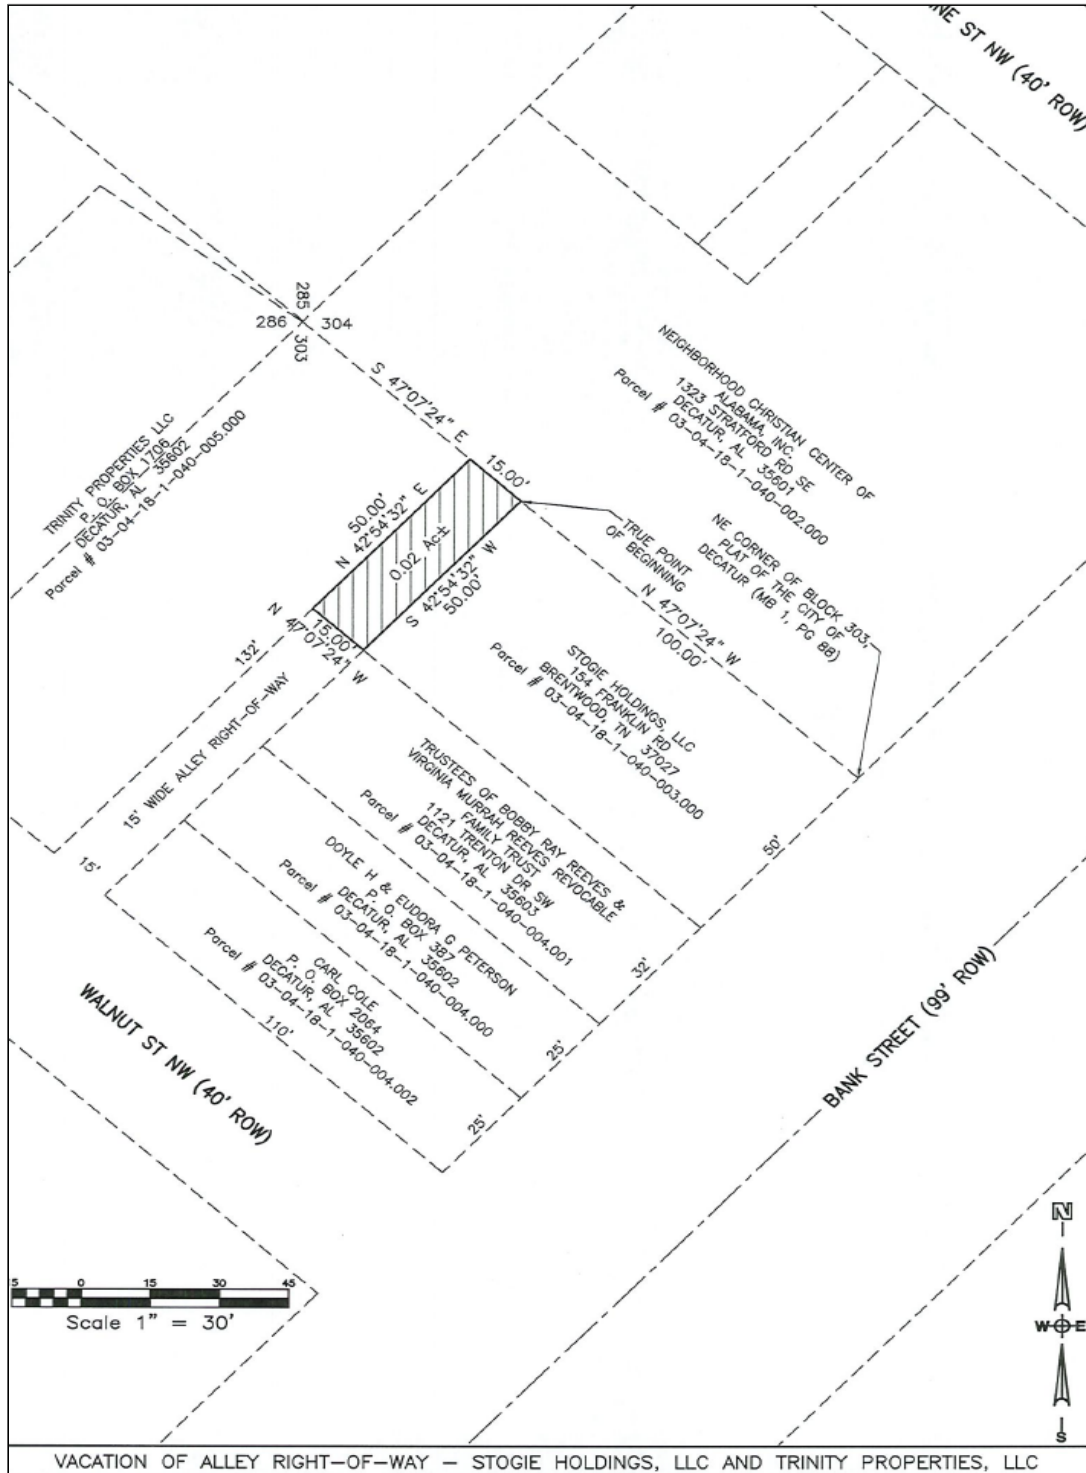 NE ST NW (40' ROW)
285
286
304
303
S 47°07'24" E
NEIGHBORHOOD CHRISTIAN CENTER OF
ALABAMA, INC.
1323 STRATFORD RD SE
DECATUR, AL 35601
Parcel # 03-04-18-1-040-002.000
TRINITY PROPERTIES LLC
P. O. BOX 1706
DECATUR, AL 35602
Parcel # 03-04-18-1-040-005.000
15.00'
50.00'
N 42°54'32" E
0.02 Ac±
S 42°54'32" W
50.00'
TRUE POINT
OF BEGINNING
NE CORNER OF BLOCK 303,
PLAT OF THE CITY OF
DECATUR (MB 1, PG 88)
N 47°07'24" W
100.00'
15.00'
N 47°07'24" W
132'
15' WIDE ALLEY RIGHT-OF-WAY
STOGIE HOLDINGS, LLC
154 FRANKLIN RD
BRENTWOOD, TN 37027
Parcel # 03-04-18-1-040-003.000
TRUSTEES OF BOBBY RAY REEVES &
VIRGINIA MURRAH REEVES REVOCABLE
FAMILY TRUST
1121 TRENTON DR SW
DECATUR, AL 35603
Parcel # 03-04-18-1-040-004.001
50'
15'
DOYLE H & EUDORA G PETERSON
P. O. BOX 387
DECATUR, AL 35602
Parcel # 03-04-18-1-040-004.000
32'
CARL COLE
P. O. BOX 2064
DECATUR, AL 35602
Parcel # 03-04-18-1-040-004.002
110'
25'
25'
WALNUT ST NW (40' ROW)
BANK STREET (99' ROW)
N
W E
S
5 0 15 30 45
Scale 1" = 30'
VACATION OF ALLEY RIGHT-OF-WAY - STOGIE HOLDINGS, LLC AND TRINITY PROPERTIES, LLC